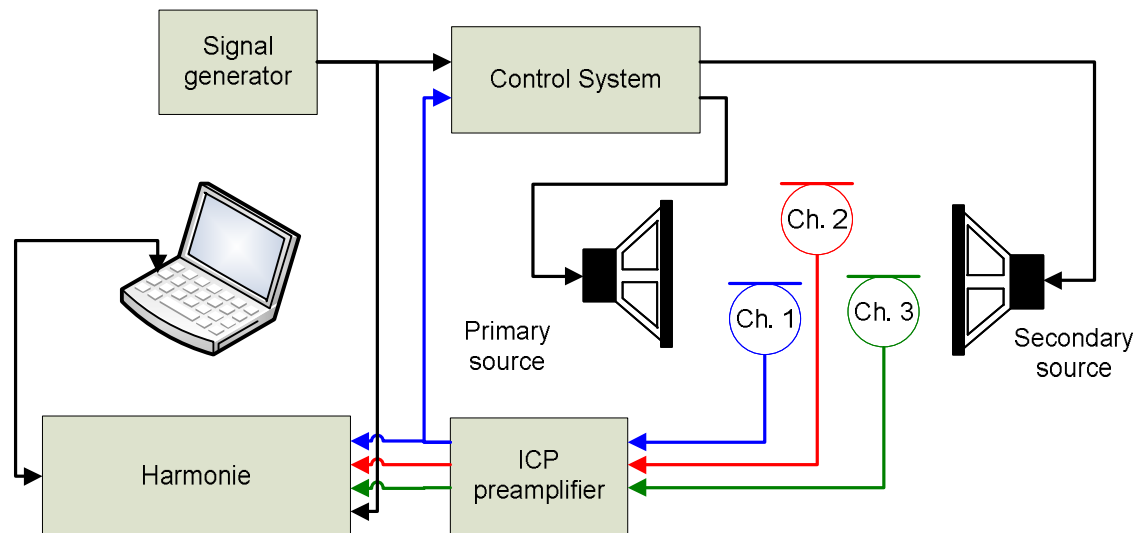 Signal
generator
Control System
Ch. 2
Ch. 1
Ch. 3
Primary
source
Secondary
source
Harmonie
ICP
preamplifier